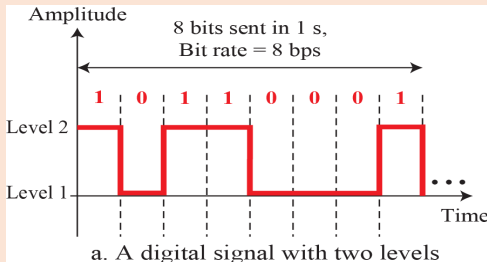 Amplitude
8 bits sent in 1 s,
Bit rate = 8 bps
1 0 1 1 0 0 0 1
Level 2
Level 1
...
Time
a. A digital signal with two levels